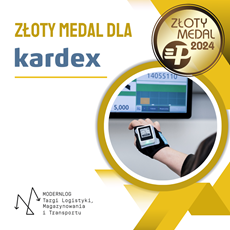 ZŁOTY MEDAL DLA
kardex
ZŁOTY
MEDAL
2024
14055110
5,000
MODERNLOG
Targi Logistyki,
Magazynowania
i Transportu